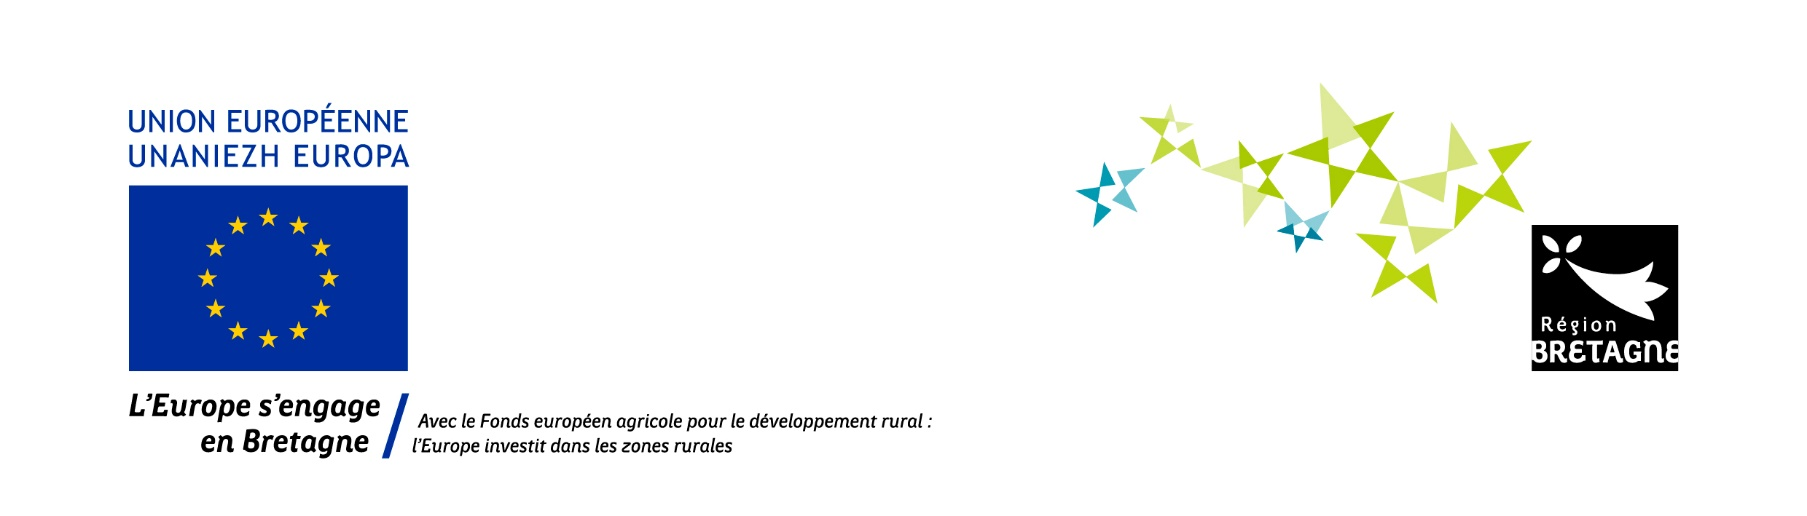 UNION EUROPÉENNE
UNANIEZH EUROPA
L'Europe s'engage
en Bretagne
Avec le Fonds européen agricole pour le développement rural :
l'Europe investit dans les zones rurales
Région
BRETAGNE